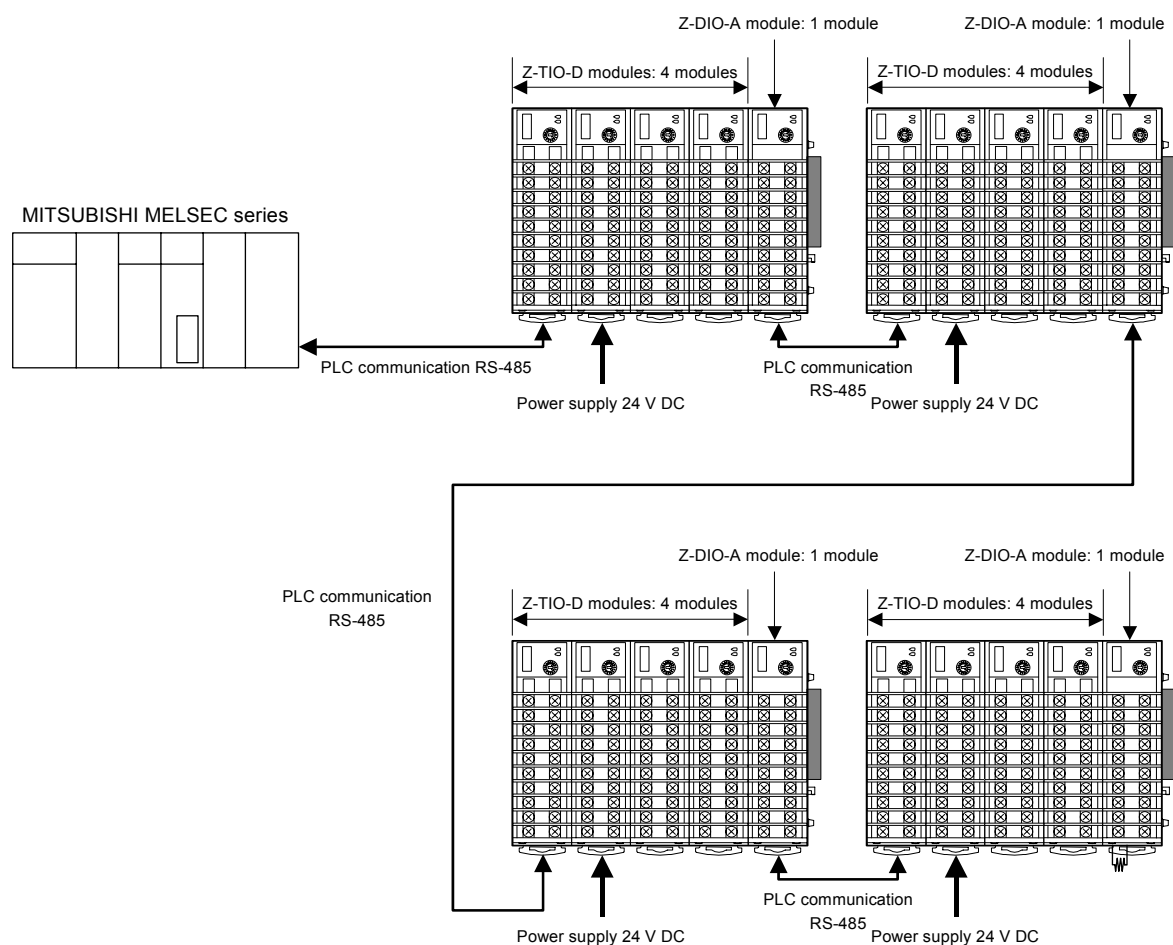 Z-DIO-A module: 1 module
Z-DIO-A module: 1 module
Z-TIO-D modules: 4 modules
Z-TIO-D modules: 4 modules
MITSUBISHI MELSEC series
PLC communication RS-485
PLC communication
RS-485
Power supply 24 V DC
Power supply 24 V DC
Z-DIO-A module: 1 module
Z-DIO-A module: 1 module
PLC communication
RS-485
Z-TIO-D modules: 4 modules
Z-TIO-D modules: 4 modules
PLC communication
RS-485
Power supply 24 V DC
Power supply 24 V DC